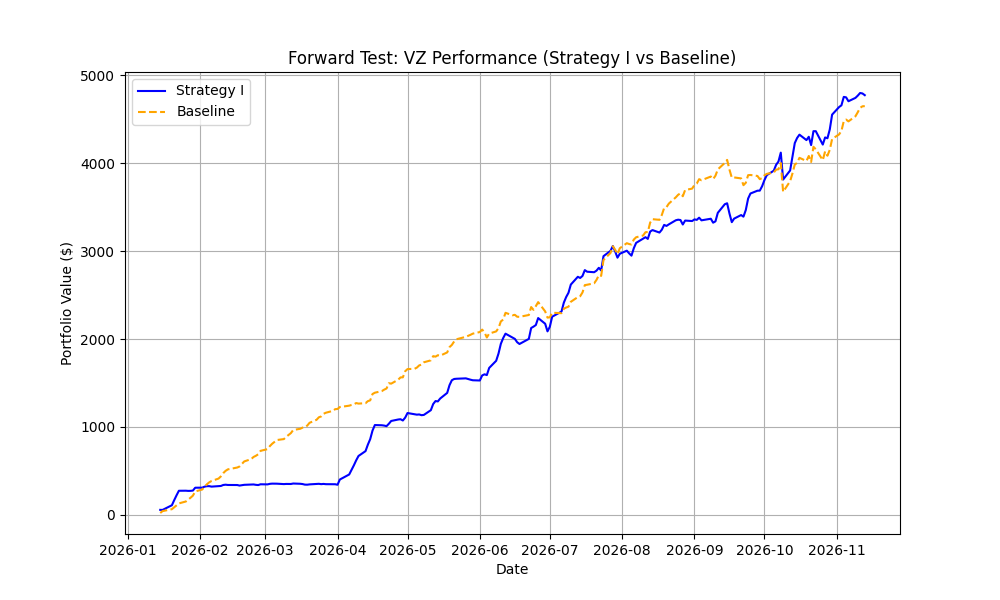 Forward Test: VZ Performance (Strategy I vs Baseline)
Strategy I
Baseline
Portfolio Value ($)
5000
4000
3000
2000
1000
0
2026-01 2026-02 2026-03 2026-04 2026-05 2026-06 2026-07 2026-08 2026-09 2026-10 2026-11
Date